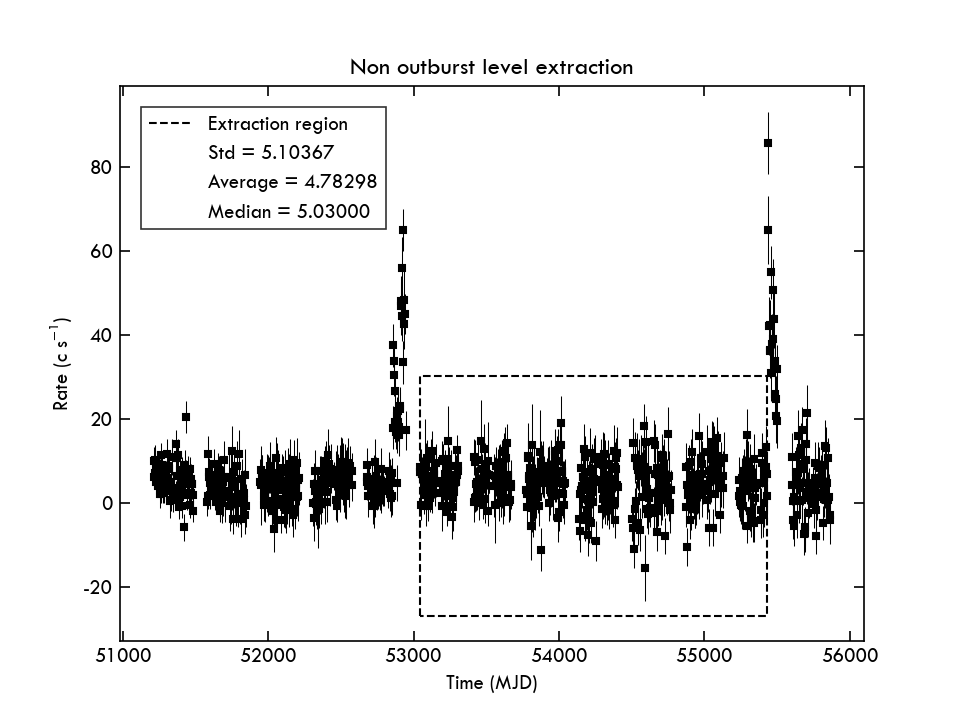 Non outburst level extraction
Extraction region
Std = 5.10367
Average = 4.78298
Median = 5.03000
80
60
40
20
0
-20
Rate (c s⁻¹)
51000 52000 53000 54000 55000 56000
Time (MJD)